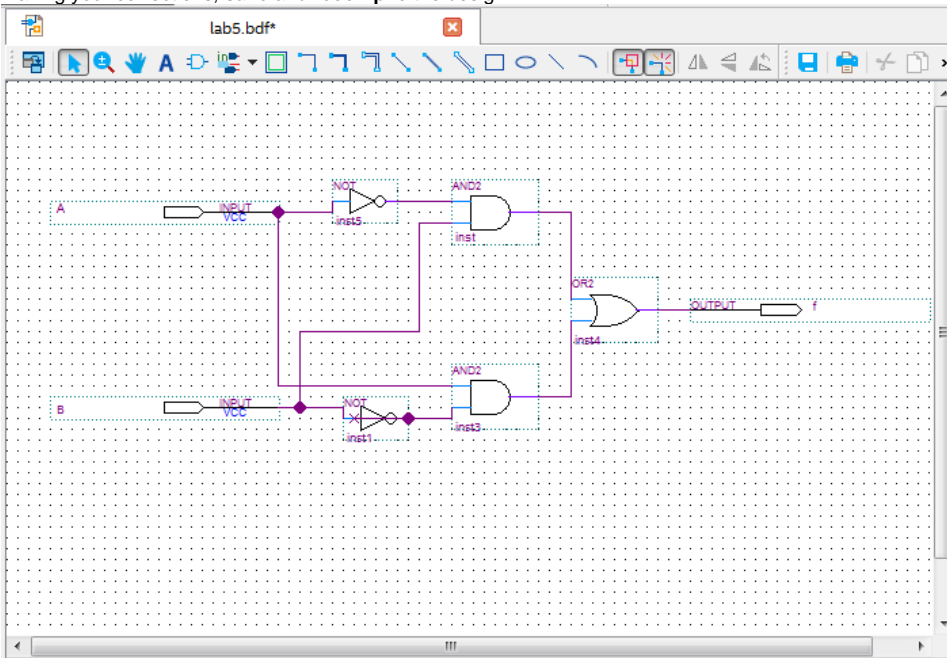 lab5.bdf*
A
INPUT
VCC
NOT
inst5
AND2
inst
OR2
inst4
OUTPUT
f
B
INPUT
VCC
NOT
inst1
AND2
inst3